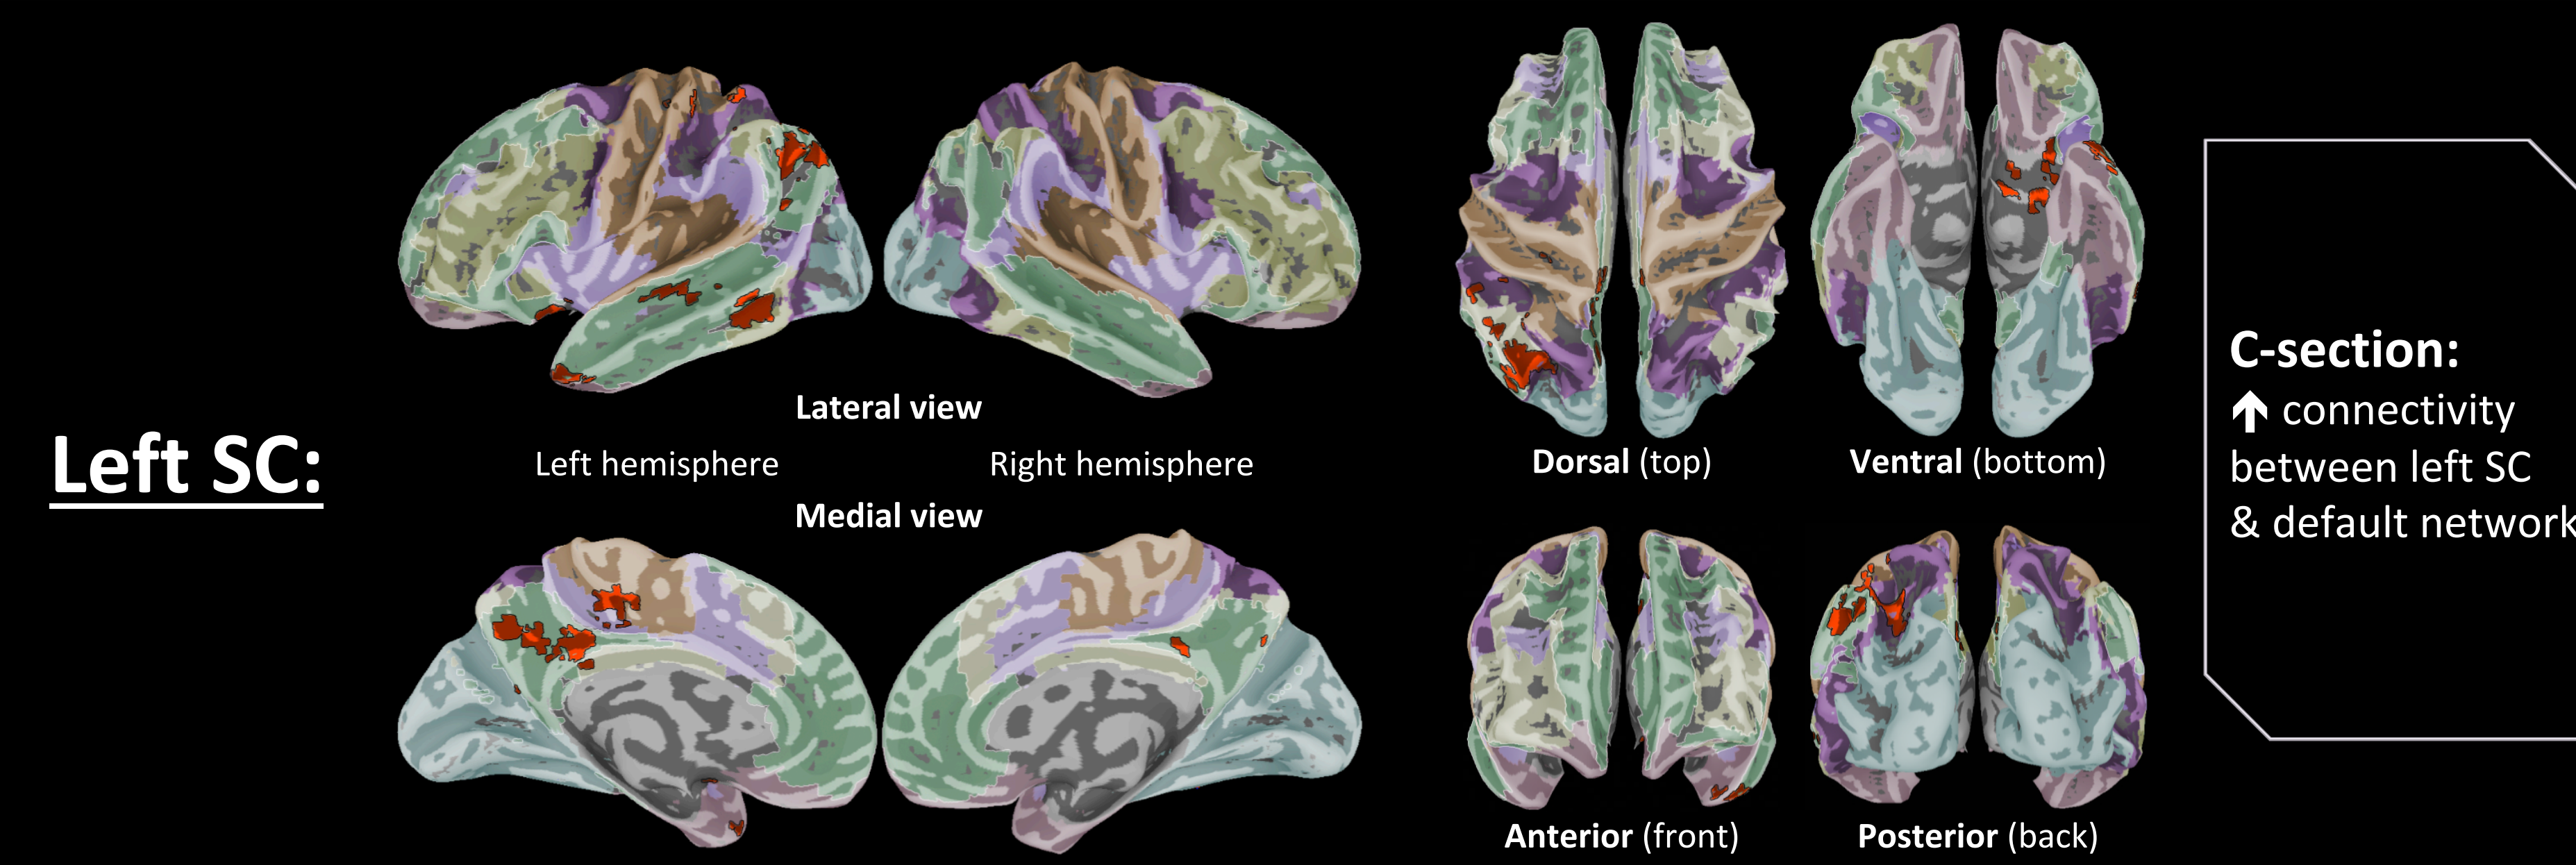 Left SC:
Lateral view
Left hemisphere
Right hemisphere
Medial view
Dorsal (top)
Ventral (bottom)
Anterior (front)
Posterior (back)
C-section:
⬆ connectivity
between left SC
& default network